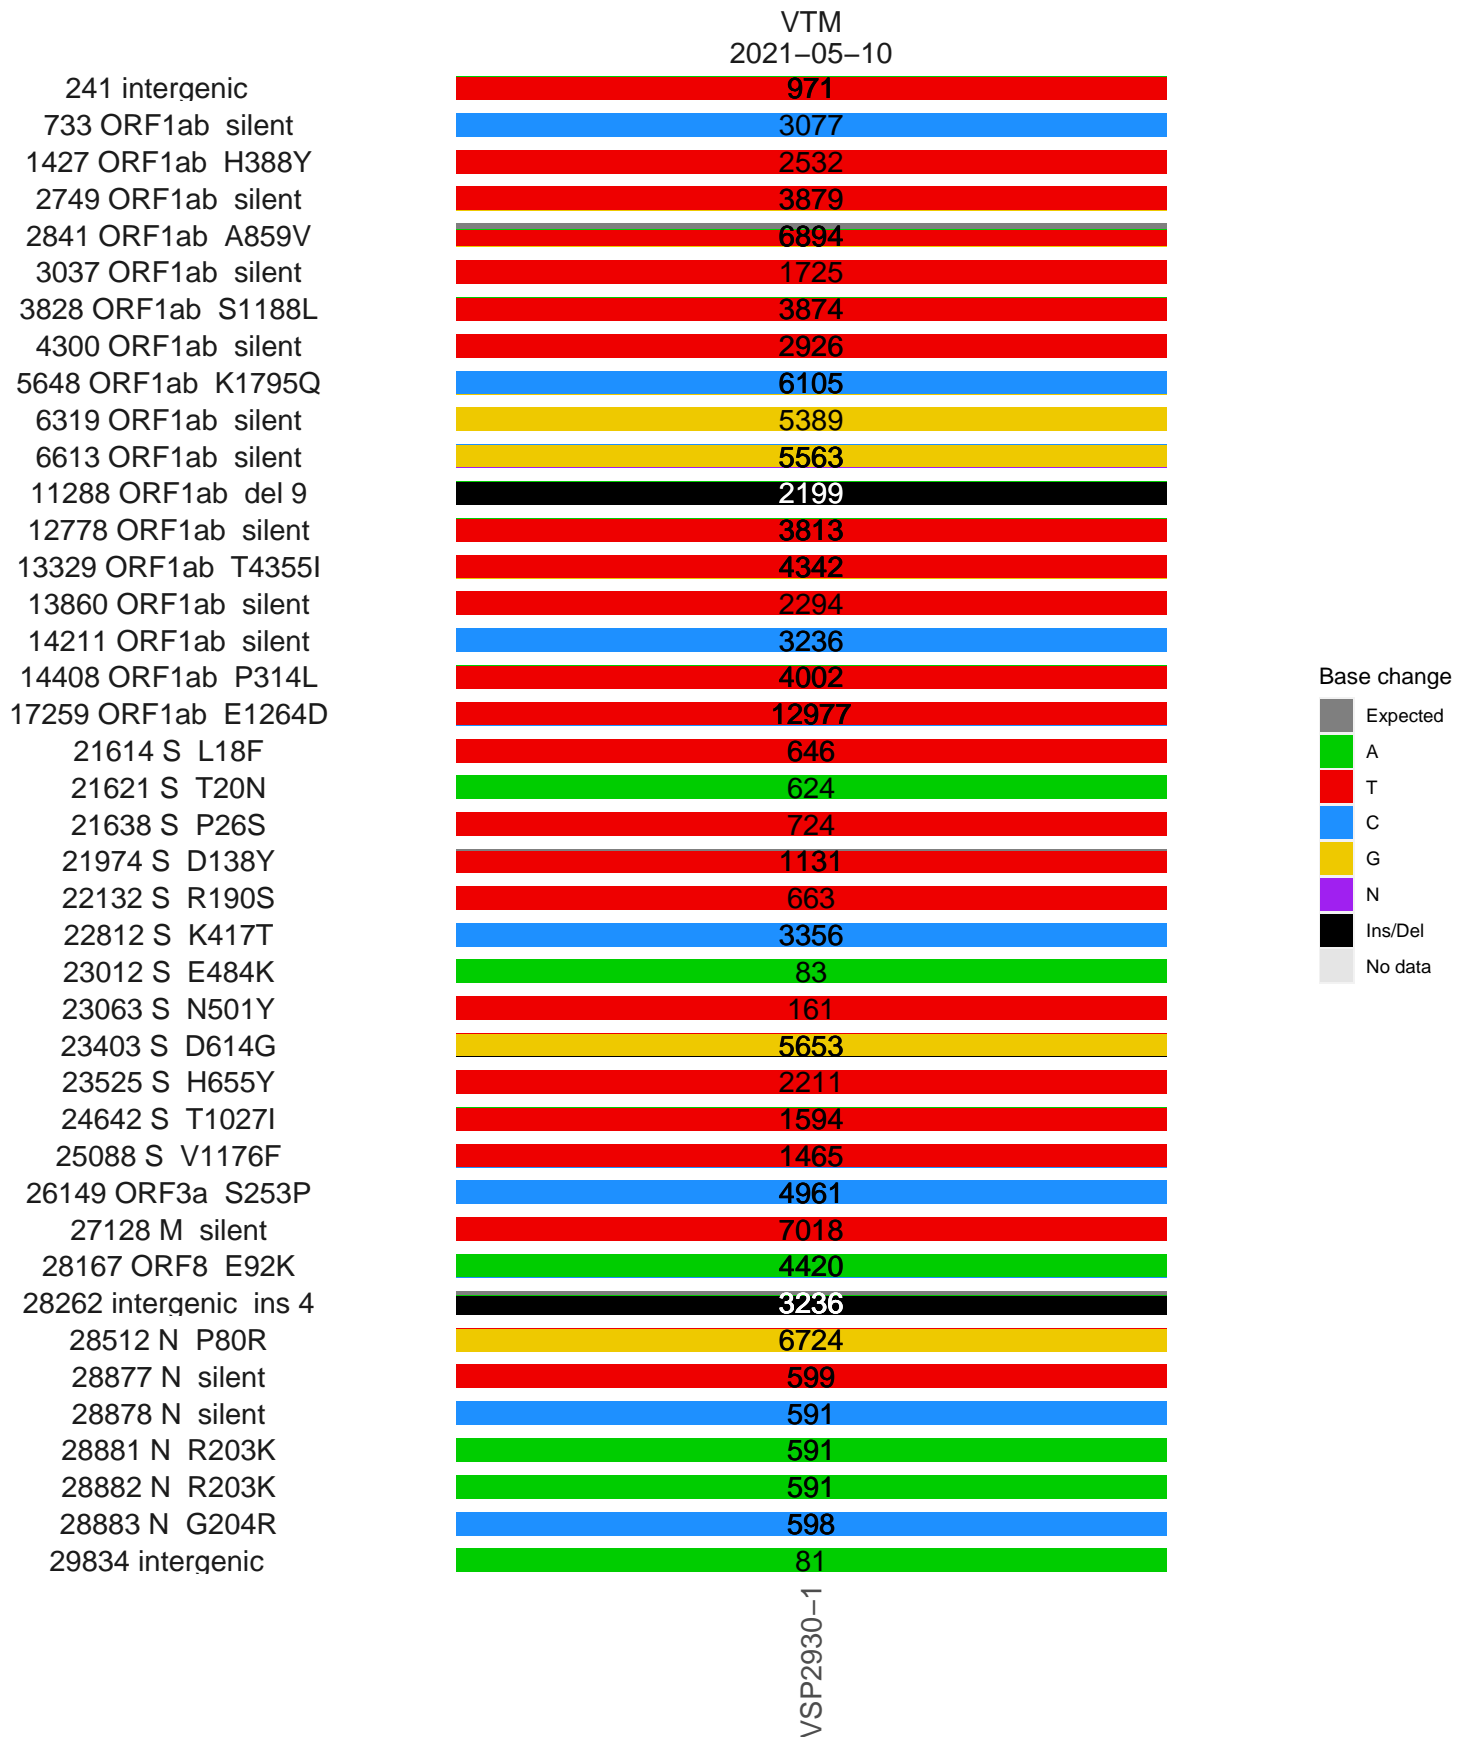 VTM
2021−05−10
241 intergenic 971
733 ORF1ab silent 3077
1427 ORF1ab H388Y 2532
2749 ORF1ab silent 3879
2841 ORF1ab A859V 6894
3037 ORF1ab silent 1725
3828 ORF1ab S1188L 3874
4300 ORF1ab silent 2926
5648 ORF1ab K1795Q 6105
6319 ORF1ab silent 5389
6613 ORF1ab silent 5563
11288 ORF1ab del 9 2199
12778 ORF1ab silent 3813
13329 ORF1ab T4355I 4342
13860 ORF1ab silent 2294
14211 ORF1ab silent 3236
14408 ORF1ab P314L 4002
17259 ORF1ab E1264D 12977
21614 S L18F 646
21621 S T20N 624
21638 S P26S 724
21974 S D138Y 1131
22132 S R190S 663
22812 S K417T 3356
23012 S E484K 83
23063 S N501Y 161
23403 S D614G 5653
23525 S H655Y 2211
24642 S T1027I 1594
25088 S V1176F 1465
26149 ORF3a S253P 4961
27128 M silent 7018
28167 ORF8 E92K 4420
28262 intergenic ins 4 3236
28512 N P80R 6724
28877 N silent 599
28878 N silent 591
28881 N R203K 591
28882 N R203K 591
28883 N G204R 598
29834 intergenic 81
VSP2930−1
Base change
Expected
A
T
C
G
N
Ins/Del
No data